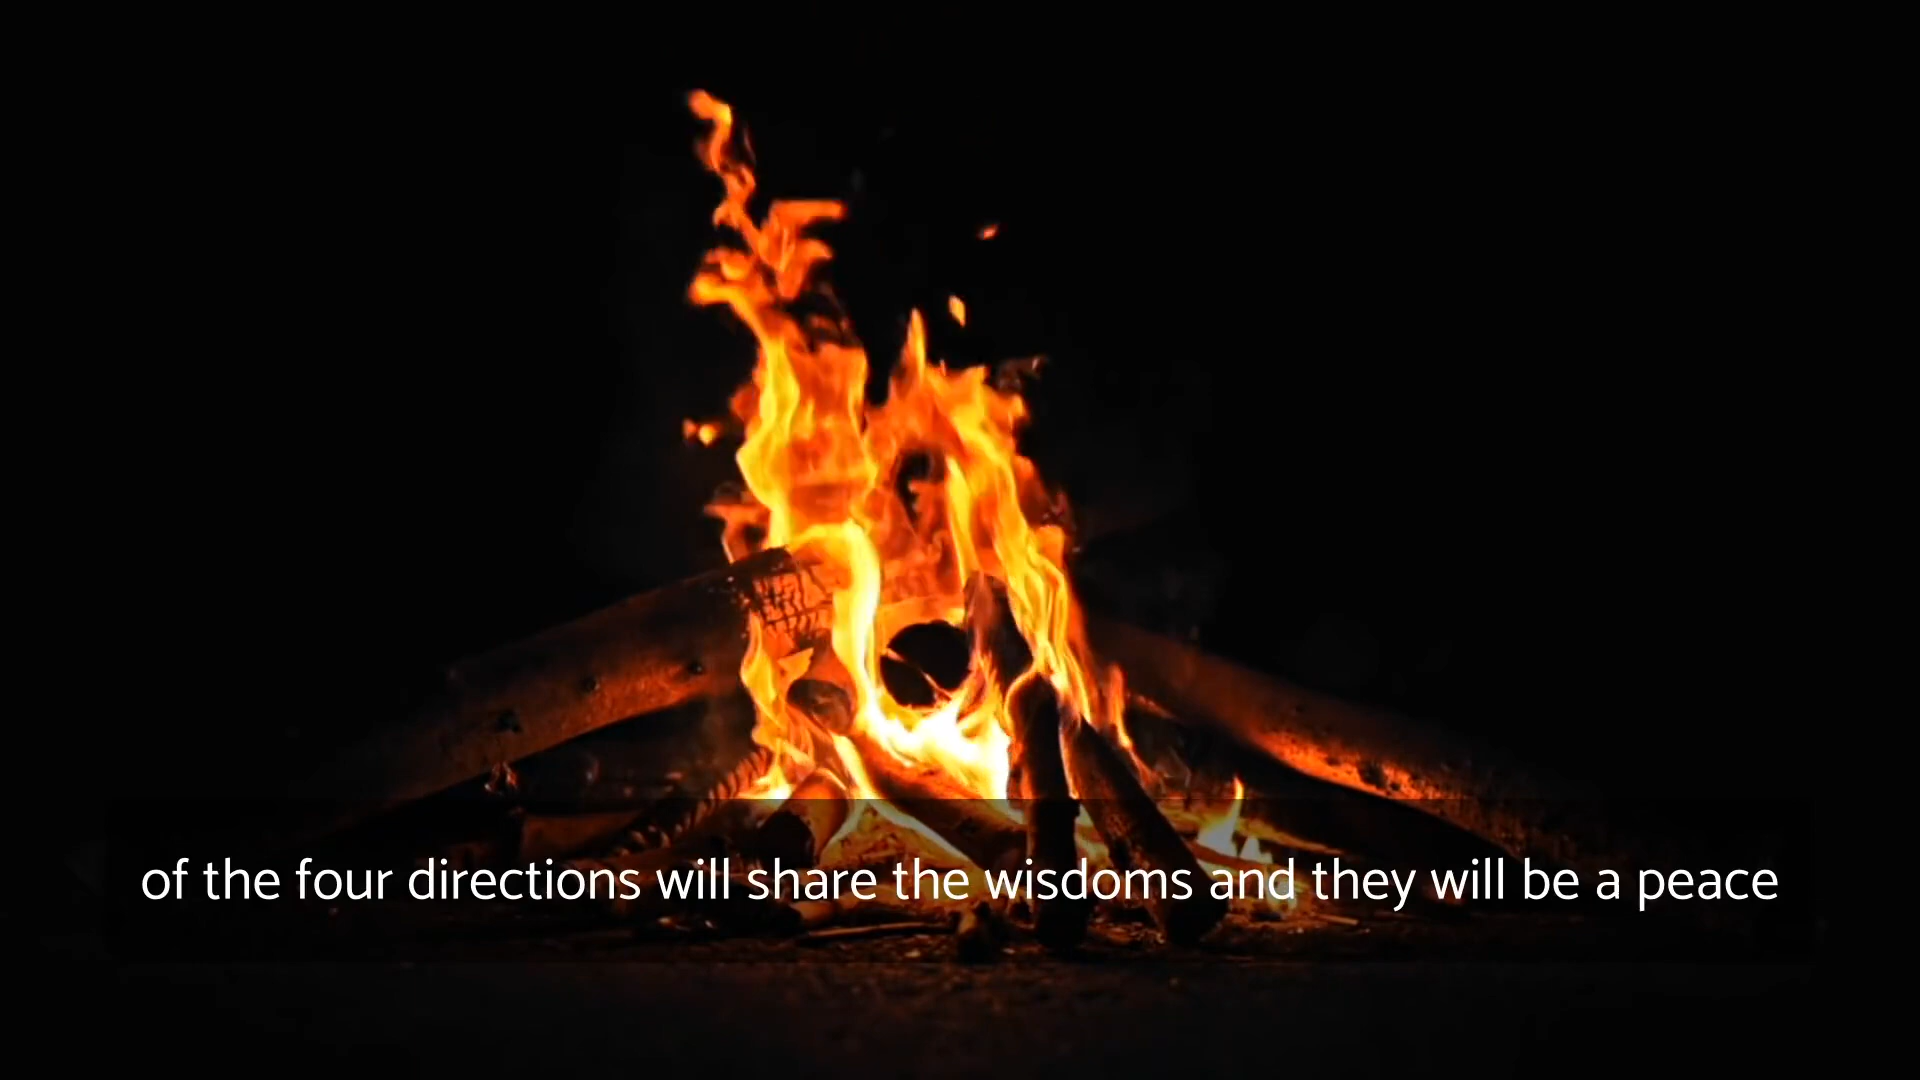 of the four directions will share the wisdoms and they will be a peace